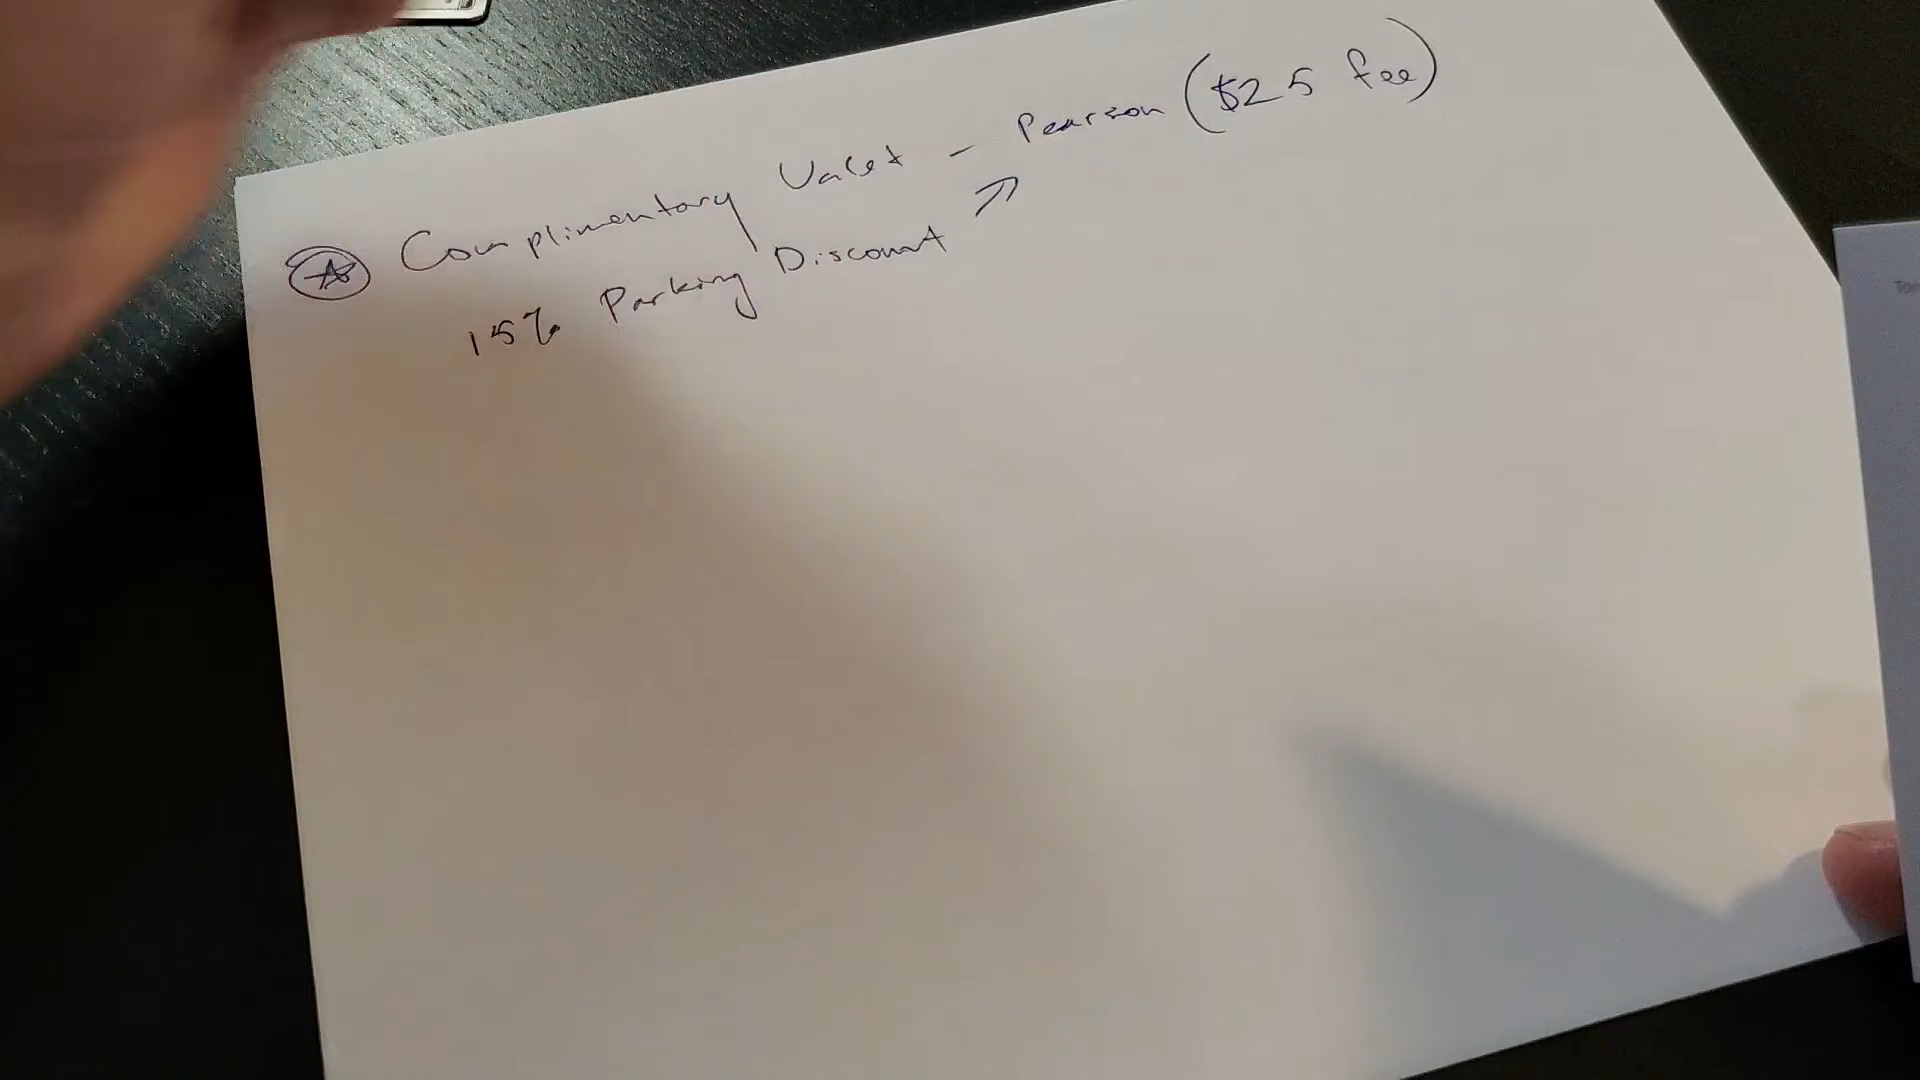 Complimentary Valet - Pearson ($25 fee)
15% Parking Discount